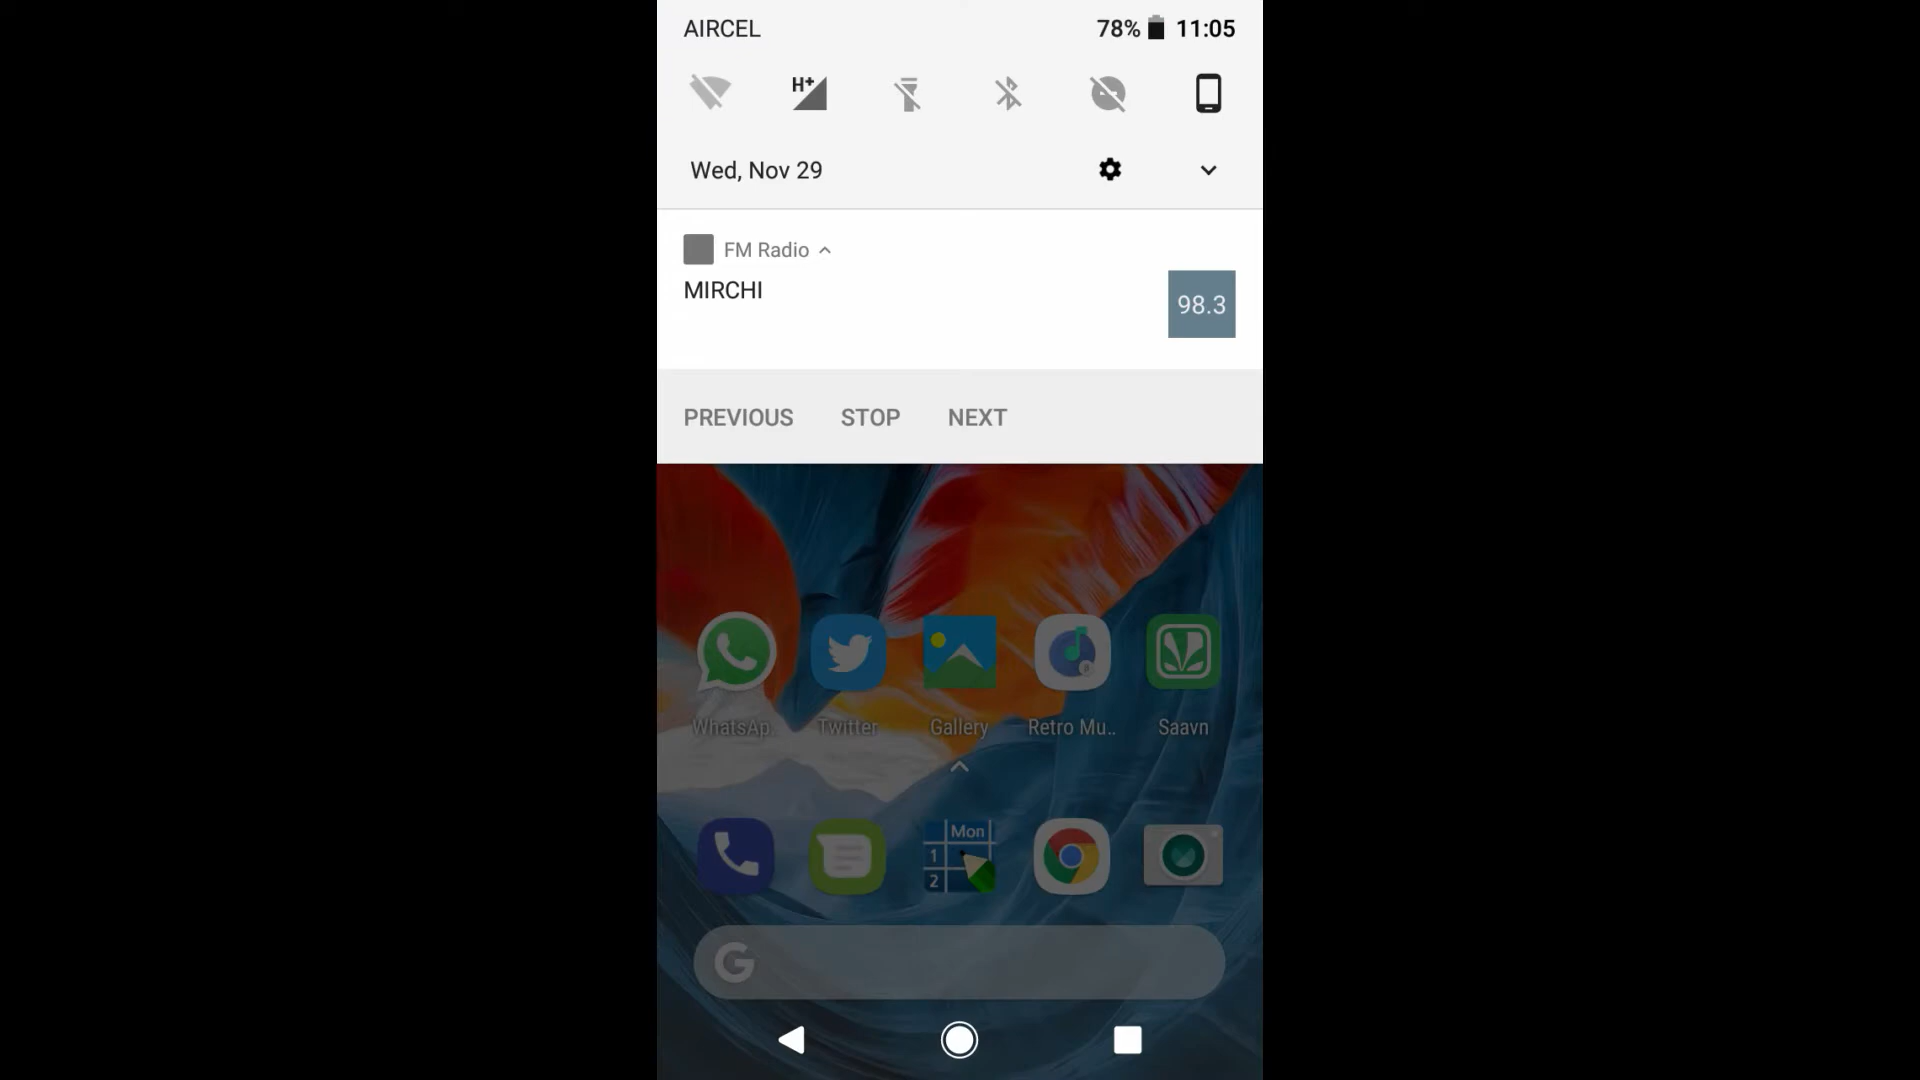 AIRCEL 78% 11:05
H+
Wed, Nov 29
FM Radio
MIRCHI
98.3
PREVIOUS STOP NEXT
WhatsAp.. Twitter Gallery Retro Mu.. Saavn
Mon
1
2
G